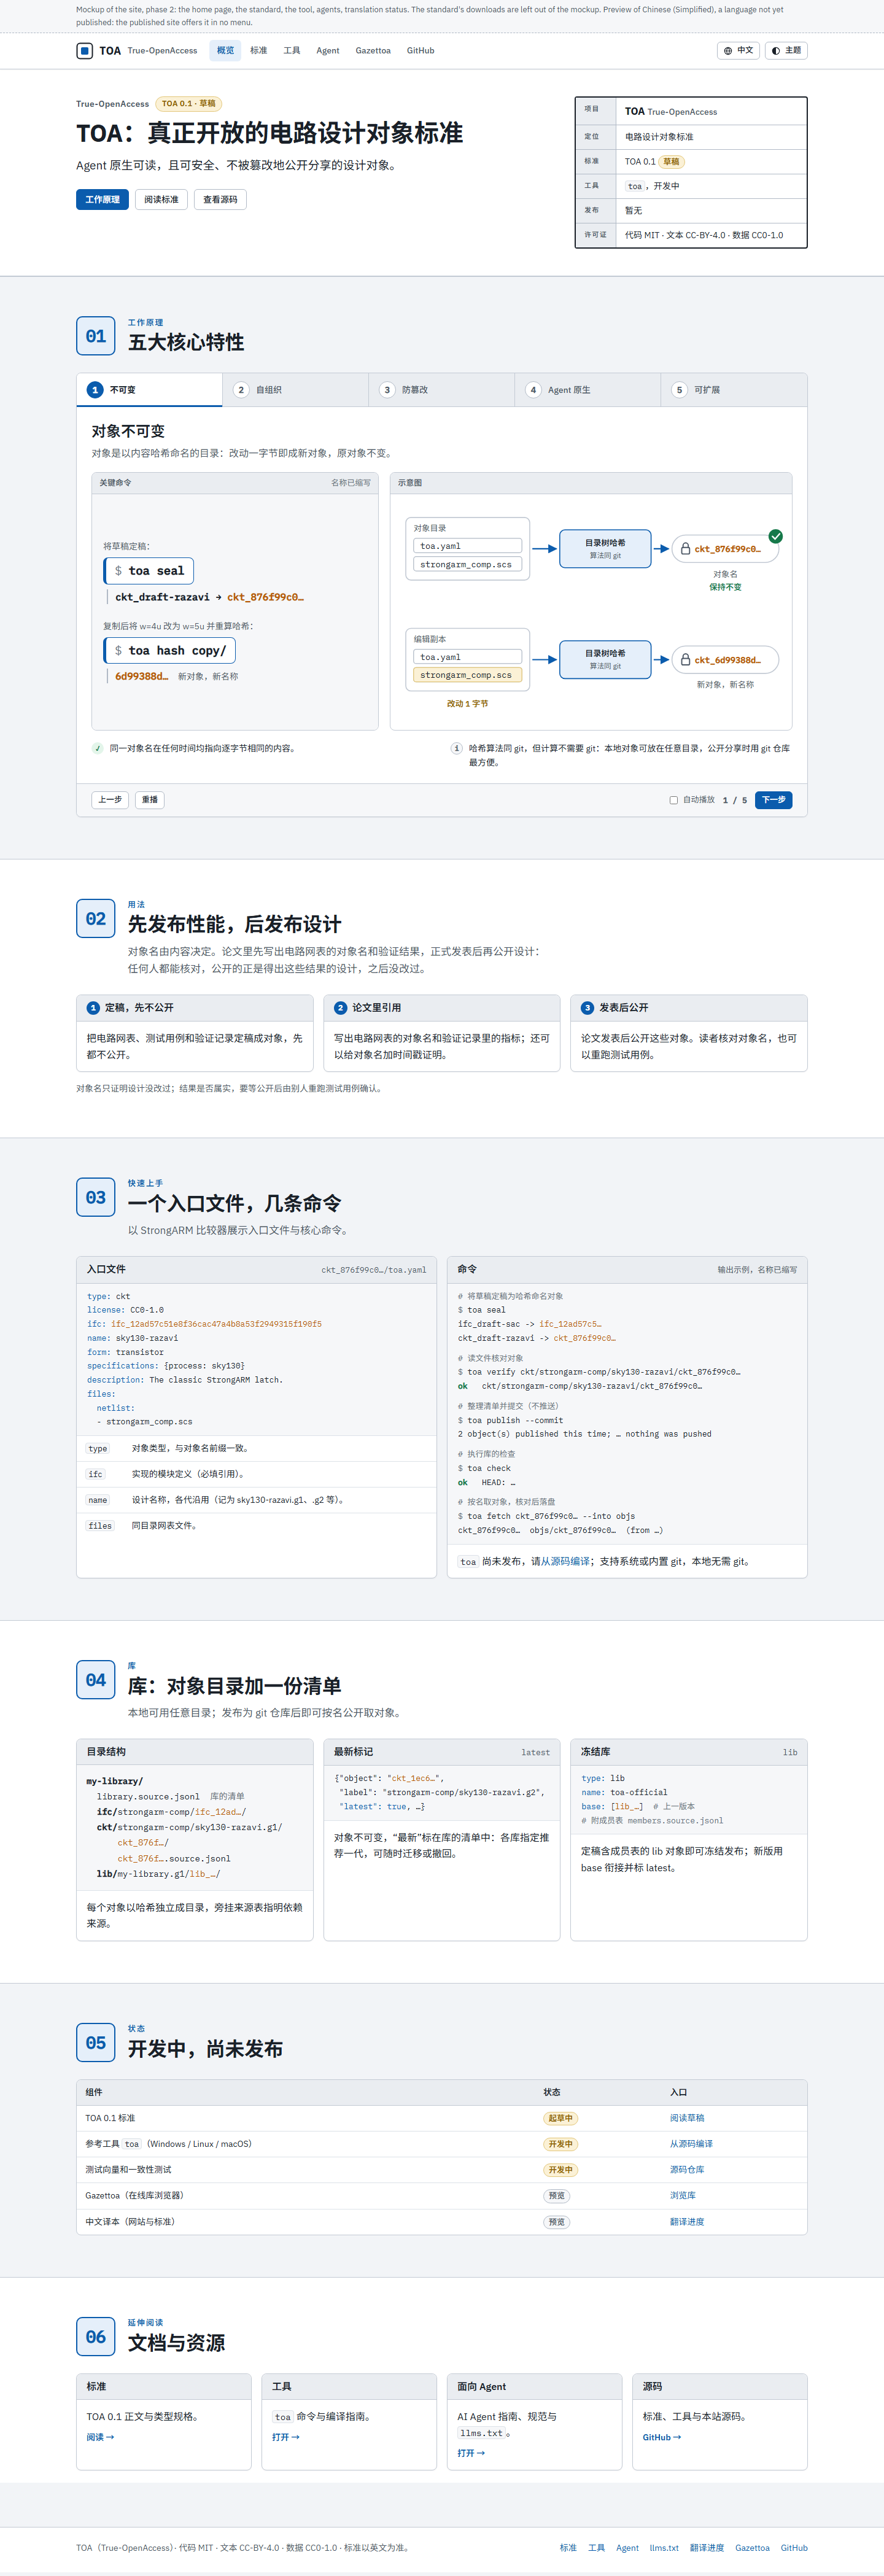 Mockup of the site, phase 2: the home page, the standard, the tool, agents, translation status. The standard's downloads are left out of the mockup. Preview of Chinese (Simplified), a language not yet
published: the published site offers it in no menu.
TOA True-OpenAccess 概览 标准 工具 Agent Gazettoa GitHub 中文 主题
True-OpenAccess TOA 0.1 · 草稿
TOA：真正开放的电路设计对象标准
Agent 原生可读，且可安全、不被篡改地公开分享的设计对象。
工作原理 阅读标准 查看源码
项目 TOA True-OpenAccess
定位 电路设计对象标准
标准 TOA 0.1 草稿
工具 toa，开发中
发布 暂无
许可证 代码 MIT · 文本 CC-BY-4.0 · 数据 CC0-1.0
01 工作原理
五大核心特性
1 不可变 2 自组织 3 防篡改 4 Agent 原生 5 可扩展
对象不可变
对象是以内容哈希命名的目录：改动一字节即成新对象，原对象不变。
关键命令 名称已缩写
将草稿定稿：
$ toa seal
ckt_draft-razavi → ckt_876f99c0…
复制后将 w=4u 改为 w=5u 并重算哈希：
$ toa hash copy/
6d99388d… 新对象，新名称
示意图
对象目录
toa.yaml
strongarm_comp.scs
目录树哈希
算法同 git
ckt_876f99c0…
对象名
保持不变
编辑副本
toa.yaml
strongarm_comp.scs
改动 1 字节
目录树哈希
算法同 git
ckt_6d99388d…
新对象，新名称
✓ 同一对象名在任何时间均指向逐字节相同的内容。
i 哈希算法同 git，但计算不需要 git：本地对象可放在任意目录，公开分享时用 git 仓库
最方便。
上一步 重播 自动播放 1 / 5 下一步
02 用法
先发布性能，后发布设计
对象名由内容决定。论文里先写出电路网表的对象名和验证结果，正式发表后再公开设计：
任何人都能核对，公开的正是得出这些结果的设计，之后没改过。
1 定稿，先不公开
把电路网表、测试用例和验证记录定稿成对象，先
都不公开。
2 论文里引用
写出电路网表的对象名和验证记录里的指标；还可
以给对象名加时间戳证明。
3 发表后公开
论文发表后公开这些对象。读者核对对象名，也可
以重跑测试用例。
对象名只证明设计没改过；结果是否属实，要等公开后由别人重跑测试用例确认。
03 快速上手
一个入口文件，几条命令
以 StrongARM 比较器展示入口文件与核心命令。
入口文件 ckt_876f99c0…/toa.yaml
type: ckt
license: CC0-1.0
ifc: ifc_12ad57c51e8f36cac47a4b8a53f2949315f190f5
name: sky130-razavi
form: transistor
specifications: {process: sky130}
description: The classic StrongARM latch.
files:
netlist:
- strongarm_comp.scs
type 对象类型，与对象名前缀一致。
ifc 实现的模块定义（必填引用）。
name 设计名称，各代沿用（记为 sky130-razavi.g1、.g2 等）。
files 同目录网表文件。
命令 输出示例，名称已缩写
# 将草稿定稿为哈希命名对象
$ toa seal
ifc_draft-sac -> ifc_12ad57c5…
ckt_draft-razavi -> ckt_876f99c0…
# 读文件核对对象
$ toa verify ckt/strongarm-comp/sky130-razavi/ckt_876f99c0…
ok ckt/strongarm-comp/sky130-razavi/ckt_876f99c0…
# 整理清单并提交（不推送）
$ toa publish --commit
2 object(s) published this time; … nothing was pushed
# 执行库的检查
$ toa check
ok HEAD: …
# 按名取对象，核对后落盘
$ toa fetch ckt_876f99c0… --into objs
ckt_876f99c0… objs/ckt_876f99c0… (from …)
toa 尚未发布，请从源码编译；支持系统或内置 git，本地无需 git。
04 库
库：对象目录加一份清单
本地可用任意目录；发布为 git 仓库后即可按名公开取对象。
目录结构
my-library/
library.source.jsonl 库的清单
ifc/strongarm-comp/ifc_12ad…/
ckt/strongarm-comp/sky130-razavi.g1/
ckt_876f…/
ckt_876f….source.jsonl
lib/my-library.g1/lib_…/
每个对象以哈希独立成目录，旁挂来源表指明依赖
来源。
最新标记 latest
{"object": "ckt_1ec6…",
"label": "strongarm-comp/sky130-razavi.g2",
"latest": true, …}
对象不可变，“最新”标在库的清单中：各库指定推
荐一代，可随时迁移或撤回。
冻结库 lib
type: lib
name: toa-official
base: [lib_…] # 上一版本
# 附成员表 members.source.jsonl
定稿含成员表的 lib 对象即可冻结发布；新版用
base 衔接并标 latest。
05 状态
开发中，尚未发布
组件 状态 入口
TOA 0.1 标准 起草中 阅读草稿
参考工具 toa（Windows / Linux / macOS） 开发中 从源码编译
测试向量和一致性测试 开发中 源码仓库
Gazettoa（在线库浏览器） 预览 浏览库
中文译本（网站与标准） 预览 翻译进度
06 延伸阅读
文档与资源
标准
TOA 0.1 正文与类型规格。
阅读 →
工具
toa 命令与编译指南。
打开 →
面向 Agent
AI Agent 指南、规范与
llms.txt。
打开 →
源码
标准、工具与本站源码。
GitHub →
TOA（True-OpenAccess）· 代码 MIT · 文本 CC-BY-4.0 · 数据 CC0-1.0 · 标准以英文为准。 标准 工具 Agent llms.txt 翻译进度 Gazettoa GitHub